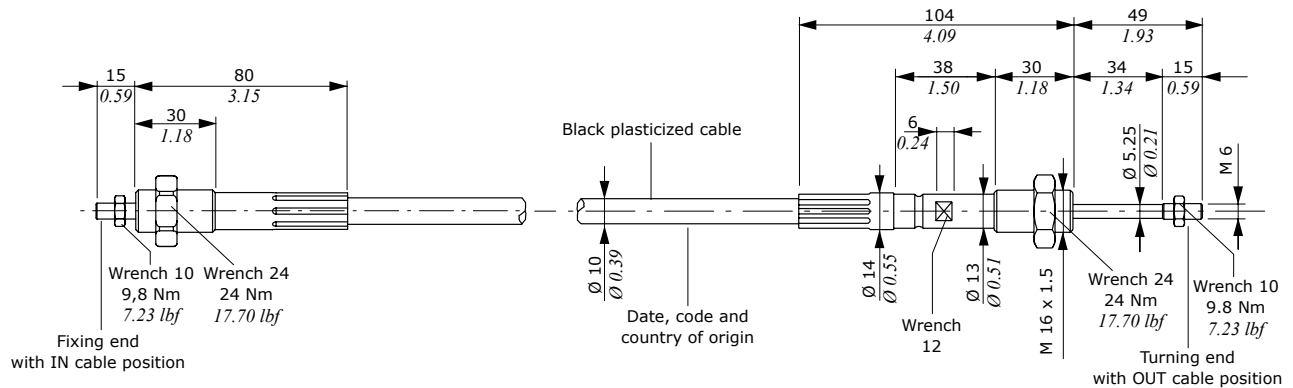 104
4.09
49
1.93
15
0.59
80
3.15
38
1.50
30
1.18
34
1.34
15
0.59
30
1.18
Black plasticized cable
6
0.24
Ø 5.25
Ø 0.21
M 6
Wrench 10
9,8 Nm
7.23 lbf
Wrench 24
24 Nm
17.70 lbf
Fixing end
with IN cable position
Ø 10
Ø 0.39
Date, code and
country of origin
Ø 14
Ø 0.55
Wrench
12
Ø 13
Ø 0.51
M 16 x 1.5
Wrench 24
24 Nm
17.70 lbf
Wrench 10
9.8 Nm
7.23 lbf
Turning end
with OUT cable position